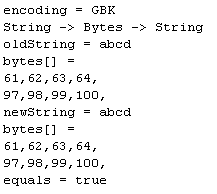 encoding = GBK
String -> Bytes -> String
oldString = abcd
bytes[] =
61,62,63,64,
97,98,99,100,
newString = abcd
bytes[] =
61,62,63,64,
97,98,99,100,
equals = true